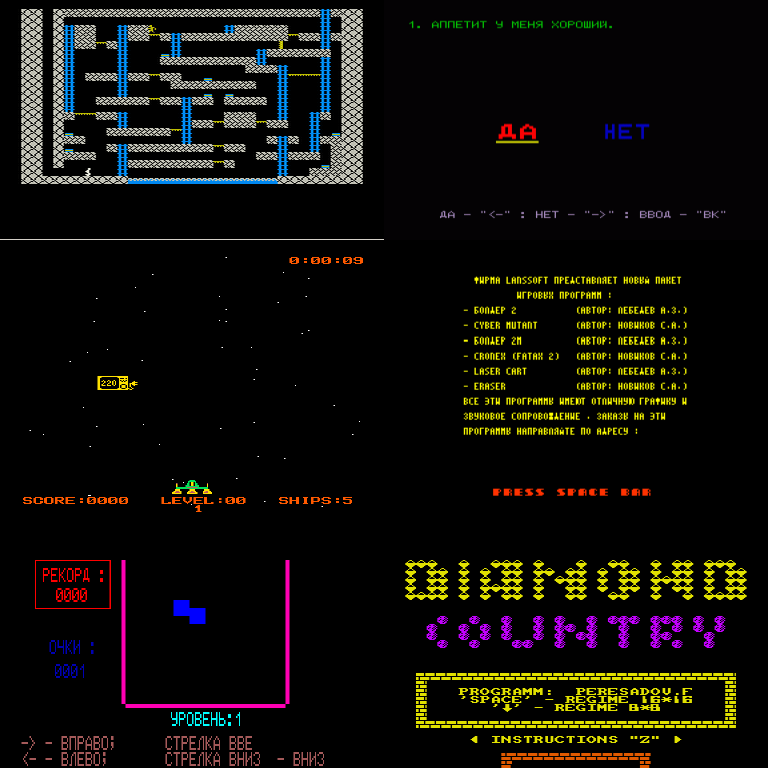 1. АППЕТИТ У МЕНЯ ХОРОШИЙ.
ДА НЕТ
ДА - "<-" : НЕТ - "->" : ВВОД - "ВК"
0:00:09
220
SCORE:0000 LEVEL:00 SHIPS:5
1
ФИРМА LANSSOFT ПРЕДСТАВЛЯЕТ НОВЫЙ ПАКЕТ
ИГРОВЫХ ПРОГРАММ :
- БОЛДЕР 2 (АВТОР: ЛЕБЕДЕВ А.З.)
- CYBER MUTANT (АВТОР: НОВИКОВ С.А.)
- БОЛДЕР 2М (АВТОР: ЛЕБЕДЕВ А.З.)
- CRONEX (FATAX 2) (АВТОР: НОВИКОВ С.А.)
- LASER CART (АВТОР: ЛЕБЕДЕВ А.З.)
- ERASER (АВТОР: НОВИКОВ С.А.)
ВСЕ ЭТИ ПРОГРАММЫ ИМЕЮТ ОТЛИЧНУЮ ГРАФИКУ И
ЗВУКОВОЕ СОПРОВОЖДЕНИЕ . ЗАКАЗЫ НА ЭТИ
ПРОГРАММЫ НАПРАВЛЯЙТЕ ПО АДРЕСУ :
PRESS SPACE BAR
РЕКОРД :
0000
ОЧКИ :
0001
УРОВЕНЬ:1
-> - ВПРАВО; СТРЕЛКА ВВЕ
<- - ВЛЕВО; СТРЕЛКА ВНИЗ - ВНИЗ
DIAMOND
COUNTRY
PROGRAMM: PERESADOV.F
'SPACE' - REGIME 16*16
'↓' - REGIME 8*8
◄ INSTRUCTIONS "Z" ►